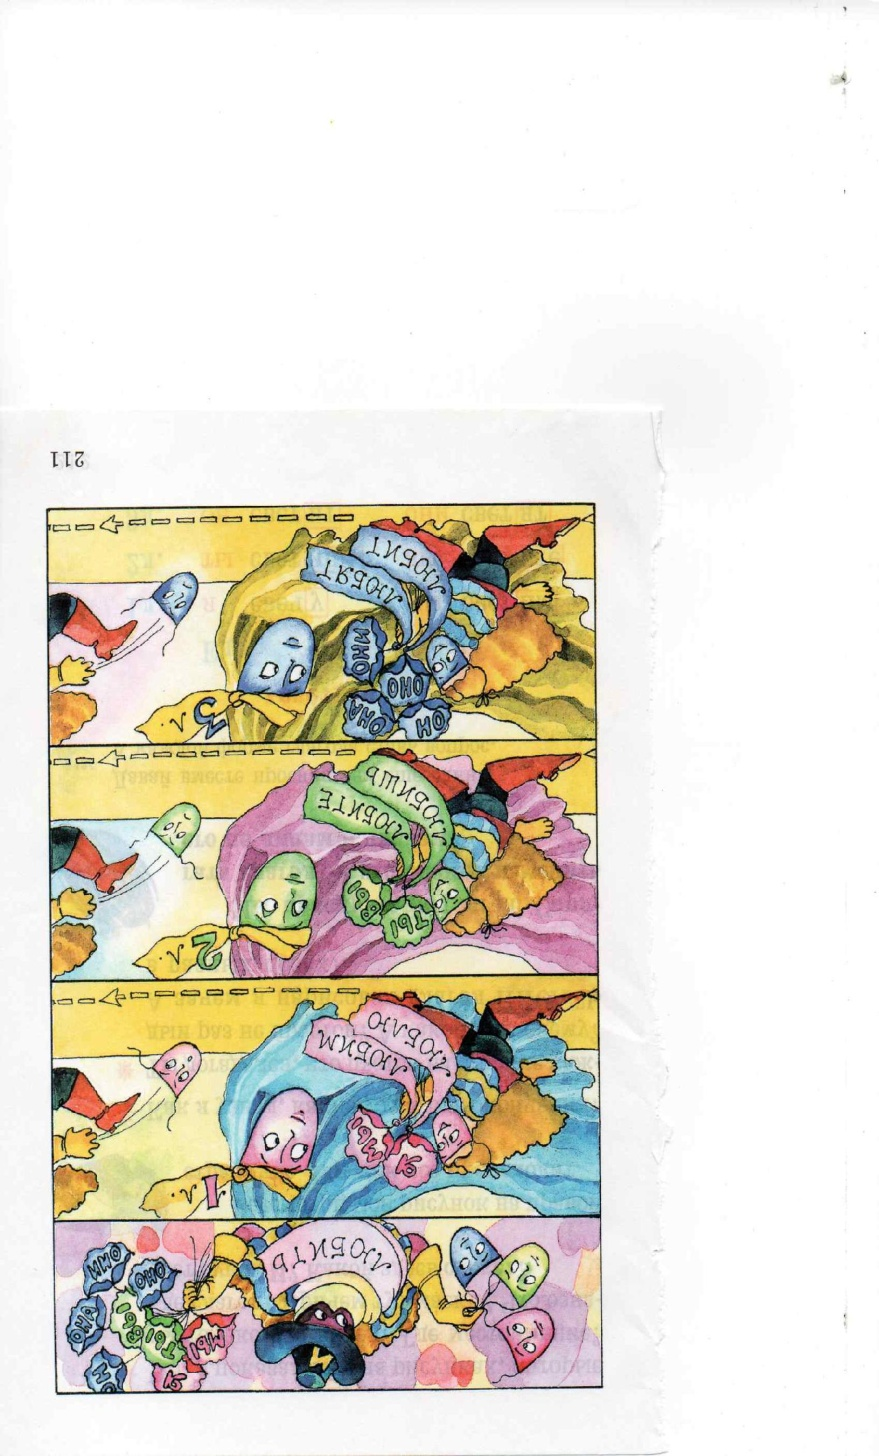 ЛЮБИТЬ
Я
ОН
МЫ
ТЫ
ВЫ
ОНА
ОНО
ОНИ
1 л.
Я
МЫ
ЛЮБЛЮ
ЛЮБИМ
2 л.
ТЫ
ВЫ
ЛЮБИШЬ
ЛЮБИТЕ
3 л.
ОН
ОНА
ОНО
ОНИ
ЛЮБИТ
ЛЮБЯТ
211